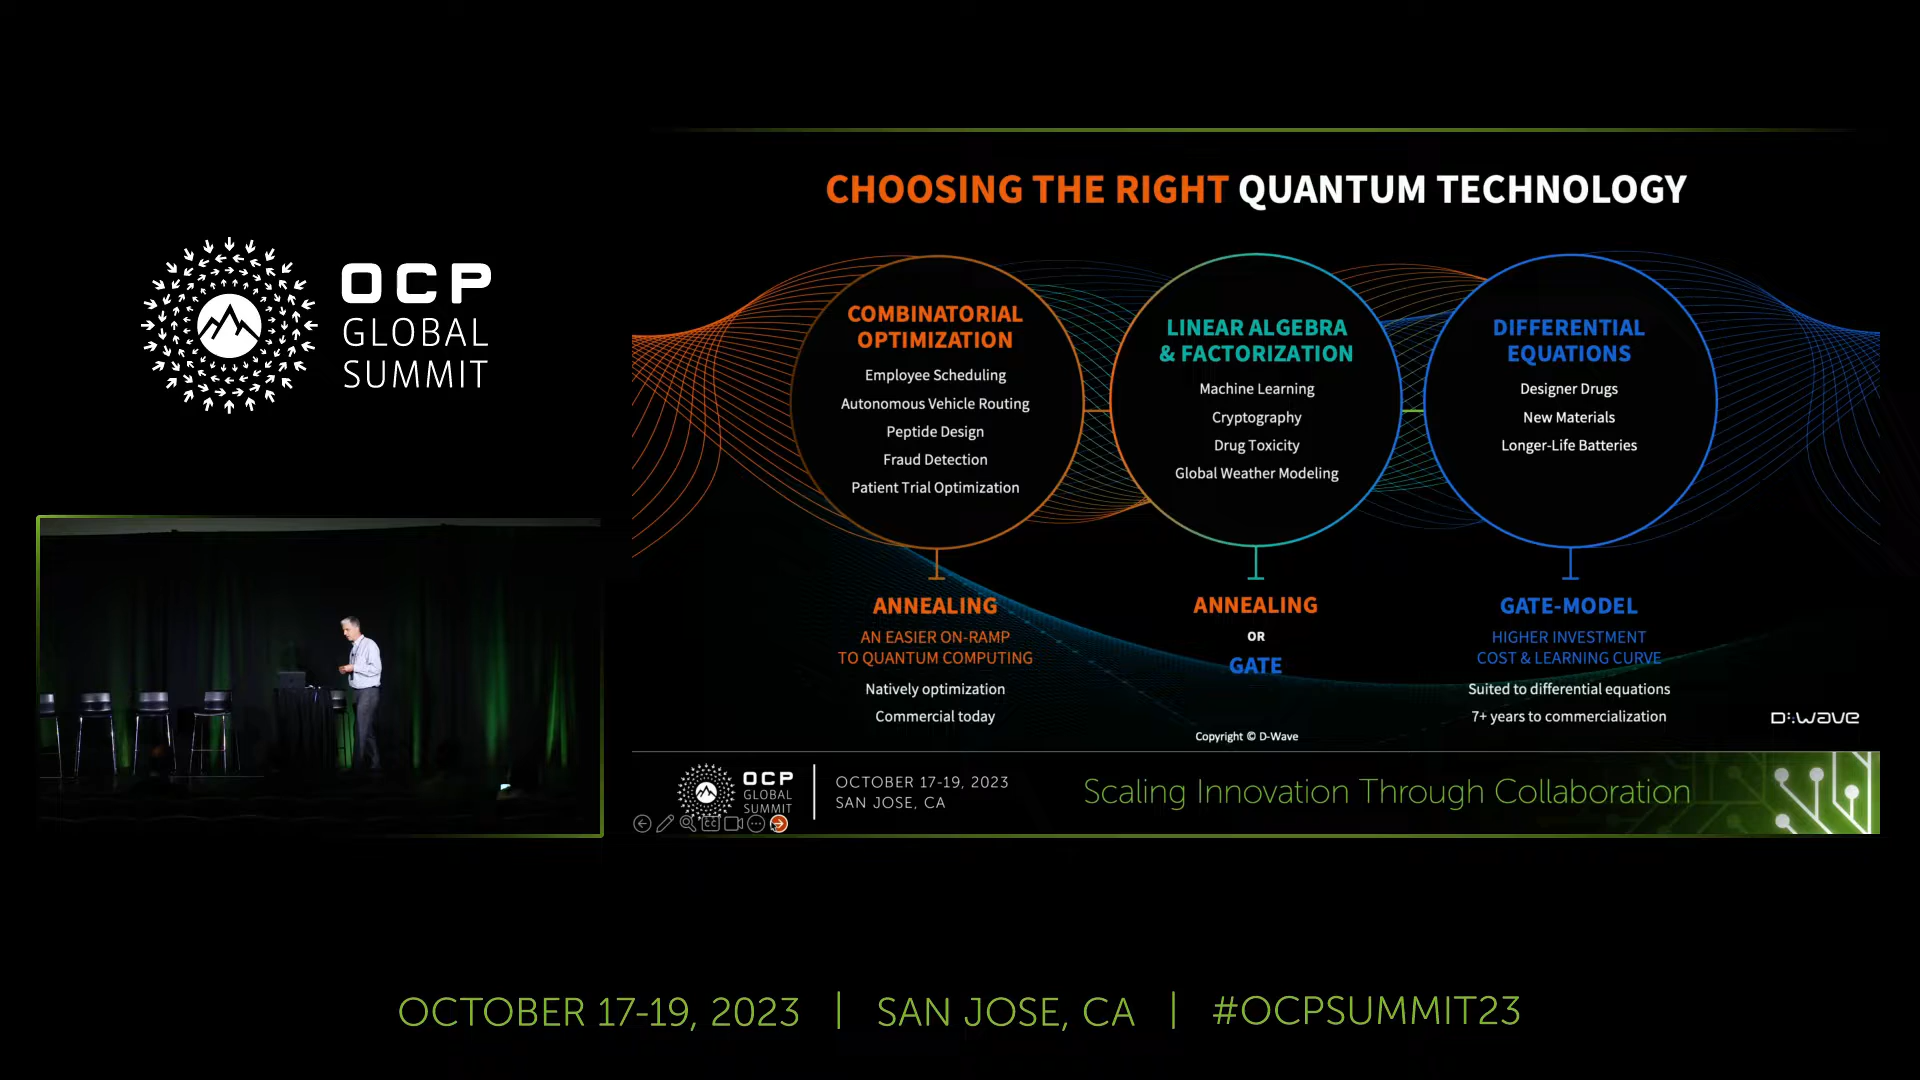 OCP
GLOBAL
SUMMIT
CHOOSING THE RIGHT QUANTUM TECHNOLOGY
COMBINATORIAL
OPTIMIZATION
Employee Scheduling
Autonomous Vehicle Routing
Peptide Design
Fraud Detection
Patient Trial Optimization
ANNEALING
AN EASIER ON-RAMP
TO QUANTUM COMPUTING
Natively optimization
Commercial today
LINEAR ALGEBRA
& FACTORIZATION
Machine Learning
Cryptography
Drug Toxicity
Global Weather Modeling
ANNEALING
OR
GATE
DIFFERENTIAL
EQUATIONS
Designer Drugs
New Materials
Longer-Life Batteries
GATE-MODEL
HIGHER INVESTMENT
COST & LEARNING CURVE
Suited to differential equations
7+ years to commercialization
D:wave
Copyright © D-Wave
OCP
GLOBAL
SUMMIT
OCTOBER 17-19, 2023
SAN JOSE, CA
Scaling Innovation Through Collaboration
CC
OCTOBER 17-19, 2023 | SAN JOSE, CA | #OCPSUMMIT23